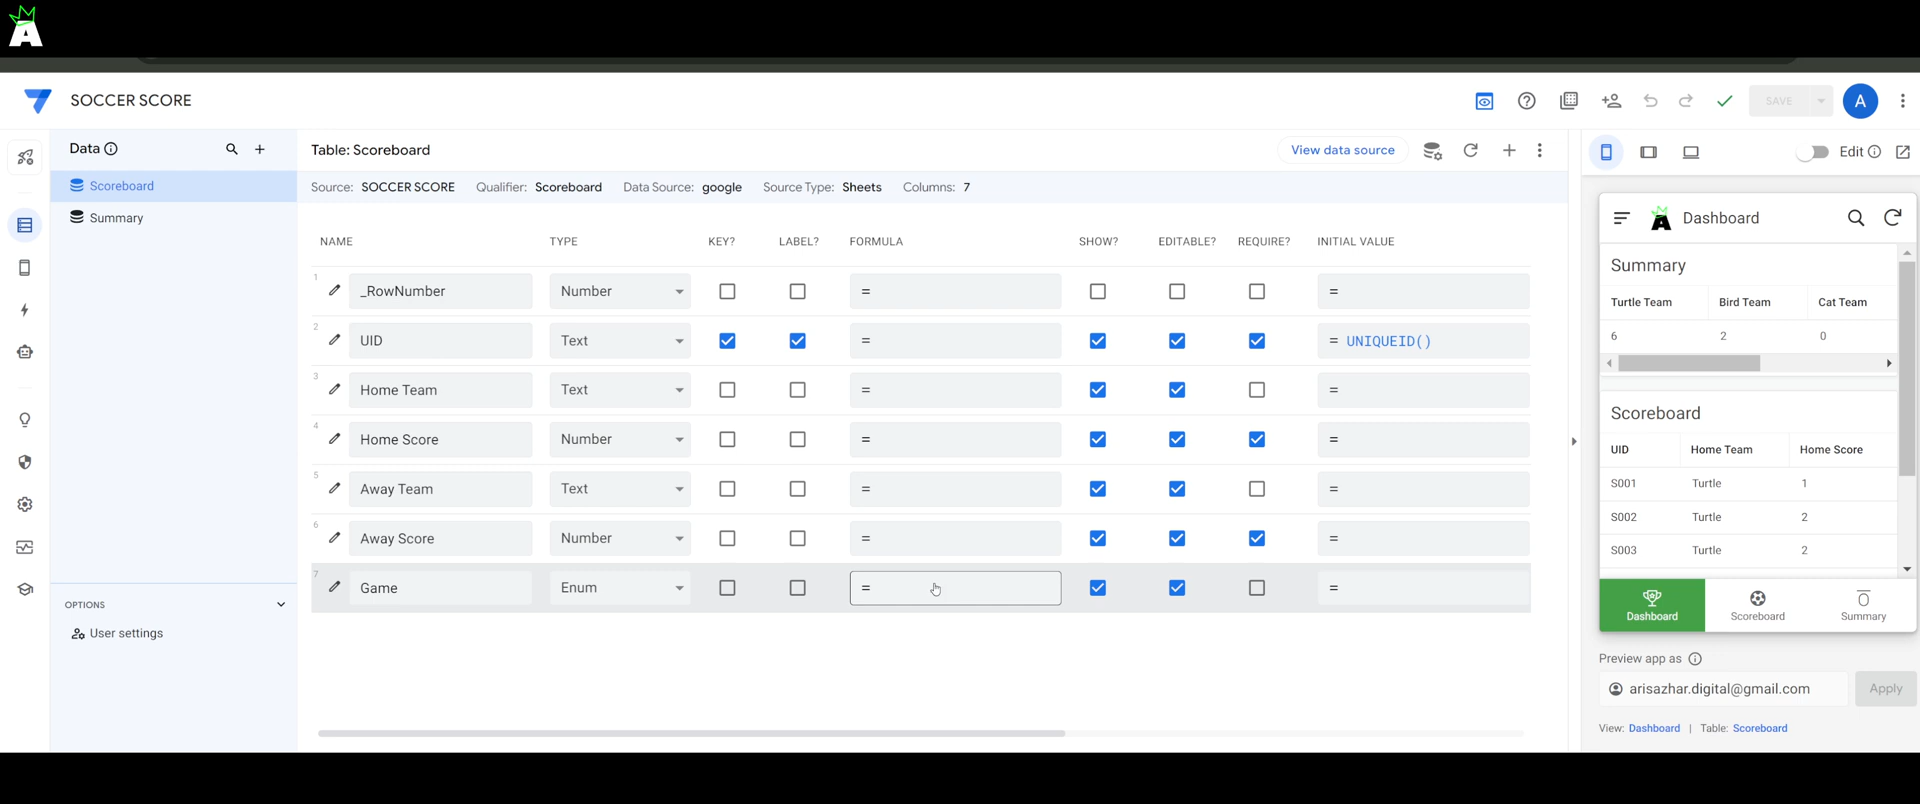 A
SOCCER SCORE
SAVE
A
Data
Table: Scoreboard
View data source
Edit
Scoreboard
Source: SOCCER SCORE Qualifier: Scoreboard Data Source: google Source Type: Sheets Columns: 7
Summary
NAME TYPE KEY? LABEL? FORMULA SHOW? EDITABLE? REQUIRE? INITIAL VALUE
1 _RowNumber Number = =
2 UID Text = = UNIQUEID()
3 Home Team Text = =
4 Home Score Number = =
5 Away Team Text = =
6 Away Score Number = =
7 Game Enum = =
OPTIONS
User settings
A Dashboard
Summary
Turtle Team Bird Team Cat Team
6 2 0
Scoreboard
UID Home Team Home Score
S001 Turtle 1
S002 Turtle 2
S003 Turtle 2
Dashboard Scoreboard Summary
Preview app as
arisazhar.digital@gmail.com Apply
View: Dashboard | Table: Scoreboard